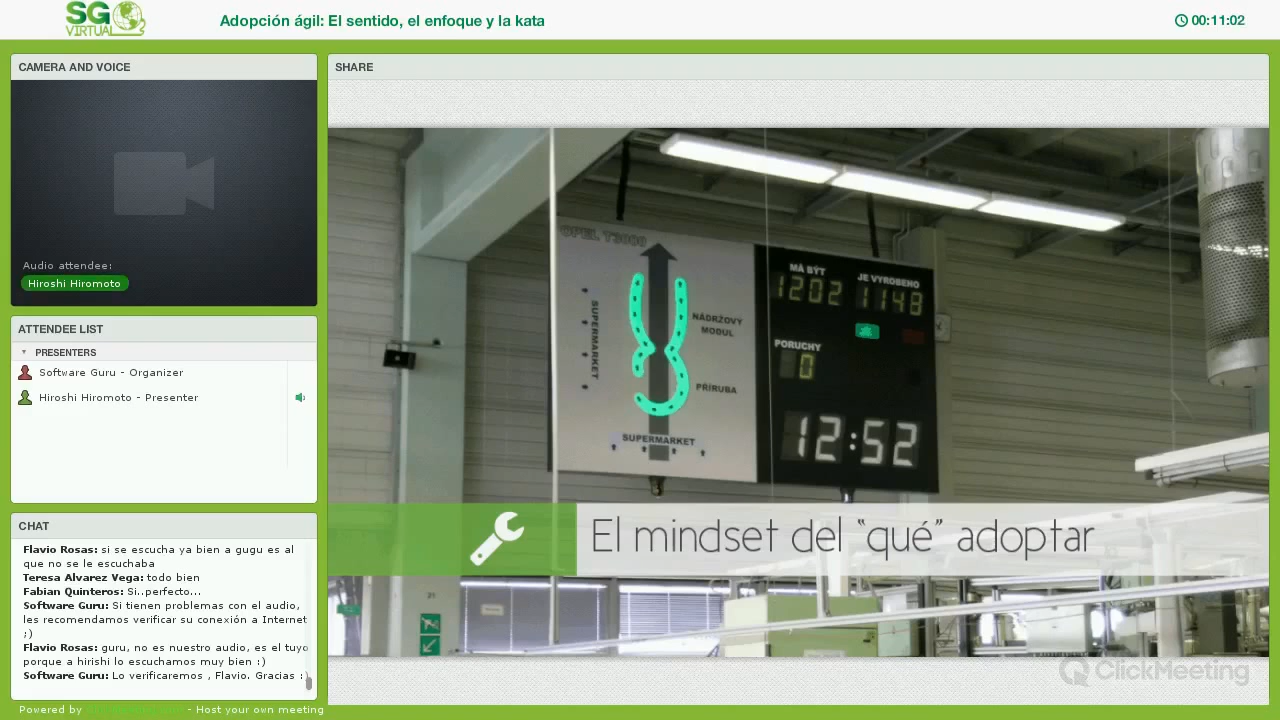 SG
VIRTUAL
Adopción ágil: El sentido, el enfoque y la kata
00:11:02
CAMERA AND VOICE
Audio attendee:
Hiroshi Hiromoto
ATTENDEE LIST
PRESENTERS
Software Guru - Organizer
Hiroshi Hiromoto - Presenter
CHAT
Flavio Rosas: si se escucha ya bien a gugu es al
que no se le escuchaba
Teresa Alvarez Vega: todo bien
Fabian Quinteros: Si..perfecto...
Software Guru: Si tienen problemas con el audio,
les recomendamos verificar su conexión a Internet
;)
Flavio Rosas: guru, no es nuestro audio, es el tuyo
porque a hirishi lo escuchamos muy bien :)
Software Guru: Lo verificaremos , Flavio. Gracias :)
Powered by - Host your own meeting
SHARE
OPEL T3000
SUPERMARKET
NÁDRŽOVÝ
MODUL
PŘÍRUBA
SUPERMARKET
MÁ BÝT
JE VYROBENO
1202
1148
PORUCHY
0
12:52
El mindset del "qué" adoptar
21
ClickMeeting